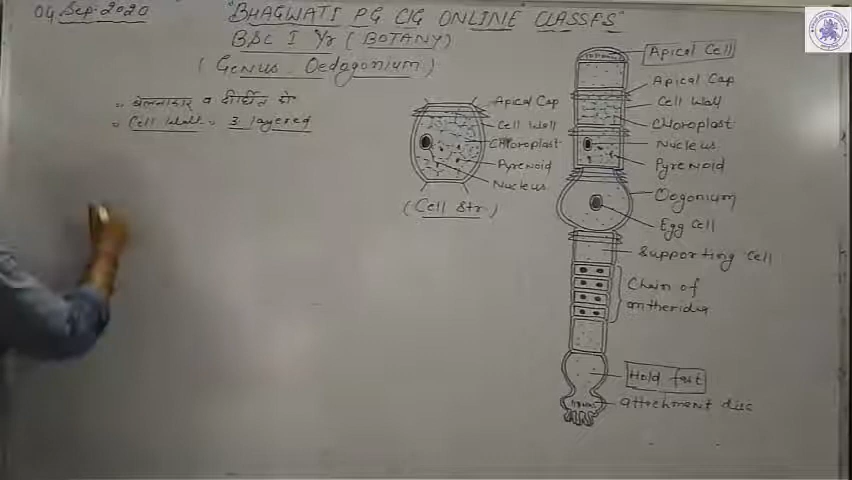 04 Sep-2020
"BHAGWATI PG ClG ONLINE CLASSES"
BSC I Yr (BOTANY)
(Genus Oedogonium)
बेलनाकार व दीर्घित हो
Cell Wall - 3 layered
Apical Cap
Cell Wall
Chloroplast
Pyrenoid
Nucleus
(Cell Str)
Apical Cell
Apical Cap
Cell Wall
Chloroplast
Nucleus
Pyrenoid
Oogonium
Egg Cell
Supporting Cell
Chain of
antheridia
Hold fast
attachment disc